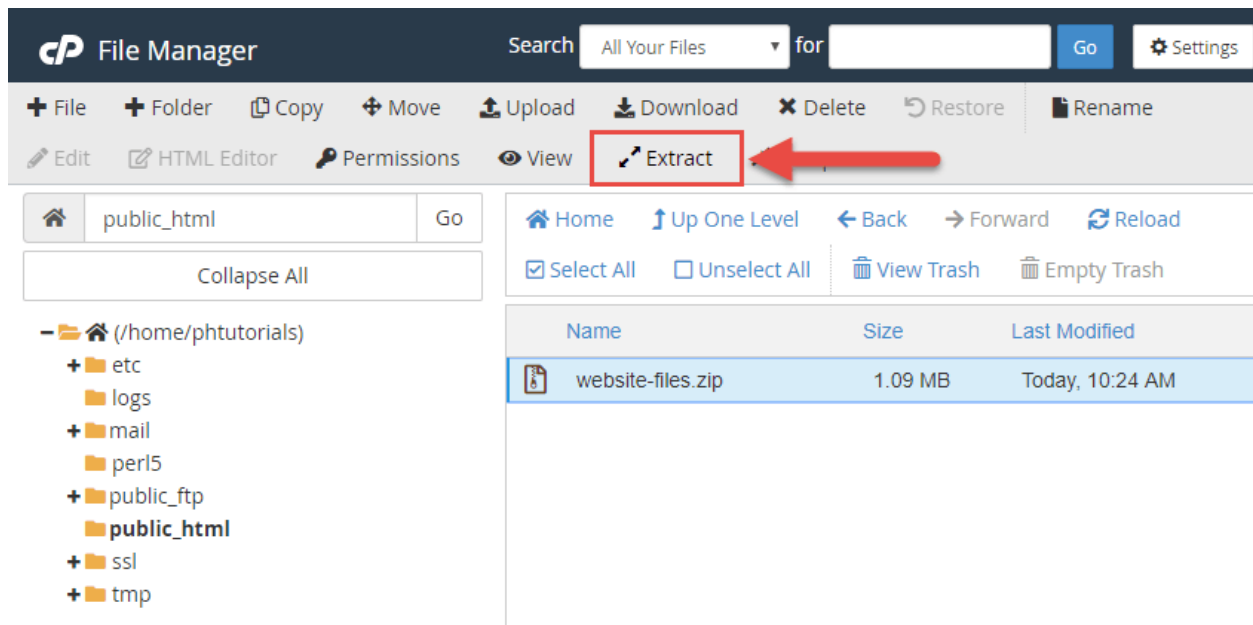 cP File Manager Search All Your Files for Go Settings
File Folder Copy Move Upload Download Delete Restore Rename
Edit HTML Editor Permissions View Extract
public_html Go
Home Up One Level Back Forward Reload
Collapse All
Select All Unselect All View Trash Empty Trash
Name Size Last Modified
website-files.zip 1.09 MB Today, 10:24 AM
(/home/phtutorials)
etc
logs
mail
perl5
public_ftp
public_html
ssl
tmp